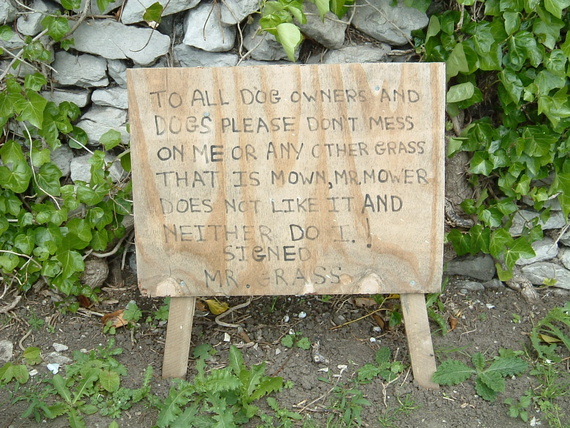 TO ALL DOG OWNERS AND
DOGS PLEASE DON'T MESS
ON ME OR ANY OTHER GRASS
THAT IS MOWN, MR. MOWER
DOES NOT LIKE IT AND
NEITHER DO I. !
SIGNED
MR. GRASS